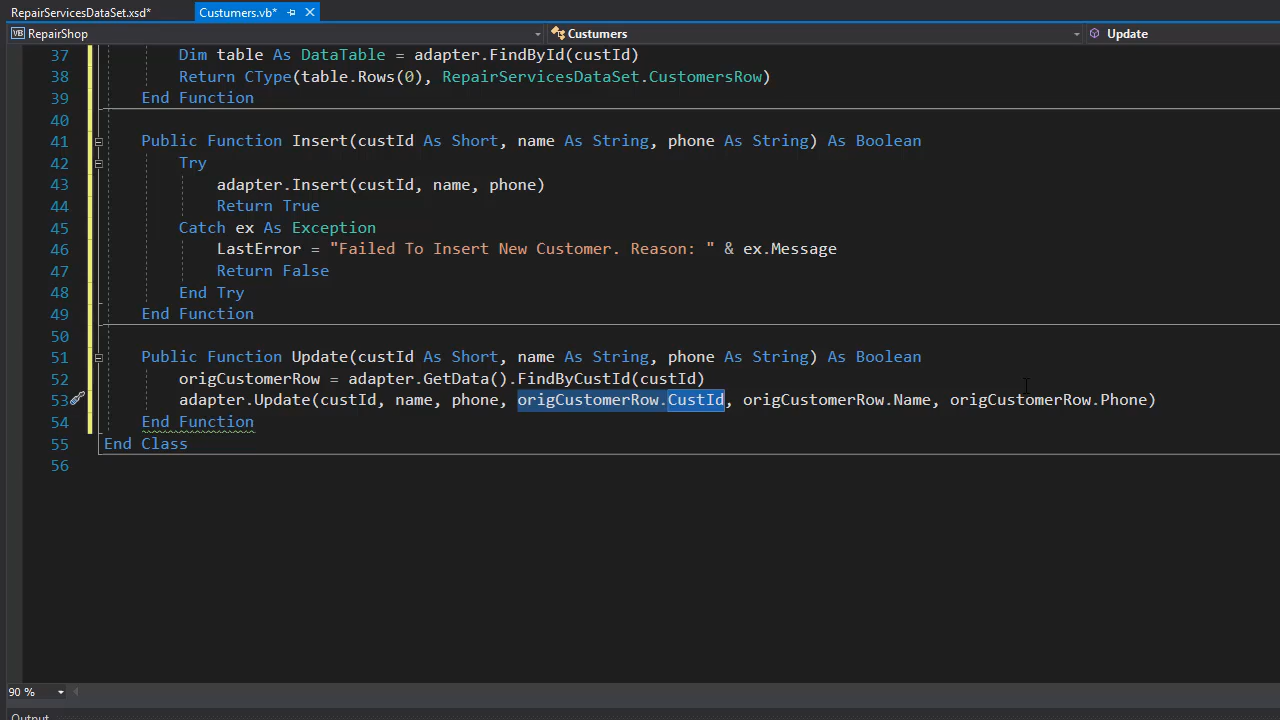 RepairServicesDataSet.xsd*
Custumers.vb*
VB RepairShop
Custumers
Update
37 Dim table As DataTable = adapter.FindById(custId)
38 Return CType(table.Rows(0), RepairServicesDataSet.CustomersRow)
39 End Function
40
41 Public Function Insert(custId As Short, name As String, phone As String) As Boolean
42 Try
43 adapter.Insert(custId, name, phone)
44 Return True
45 Catch ex As Exception
46 LastError = "Failed To Insert New Customer. Reason: " & ex.Message
47 Return False
48 End Try
49 End Function
50
51 Public Function Update(custId As Short, name As String, phone As String) As Boolean
52 origCustomerRow = adapter.GetData().FindByCustId(custId)
53 adapter.Update(custId, name, phone, origCustomerRow.CustId, origCustomerRow.Name, origCustomerRow.Phone)
54 End Function
55 End Class
56
90 %
Output